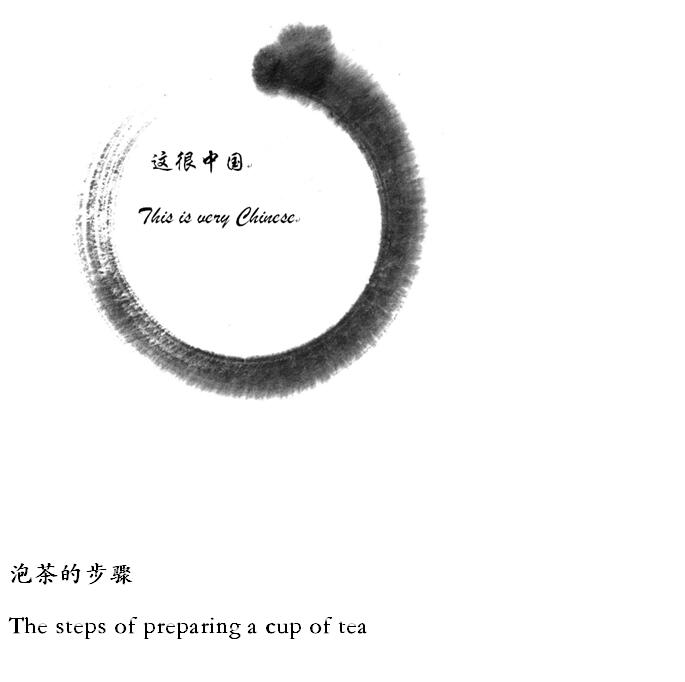 这很中国
This is very Chinese
泡茶的步骤
The steps of preparing a cup of tea